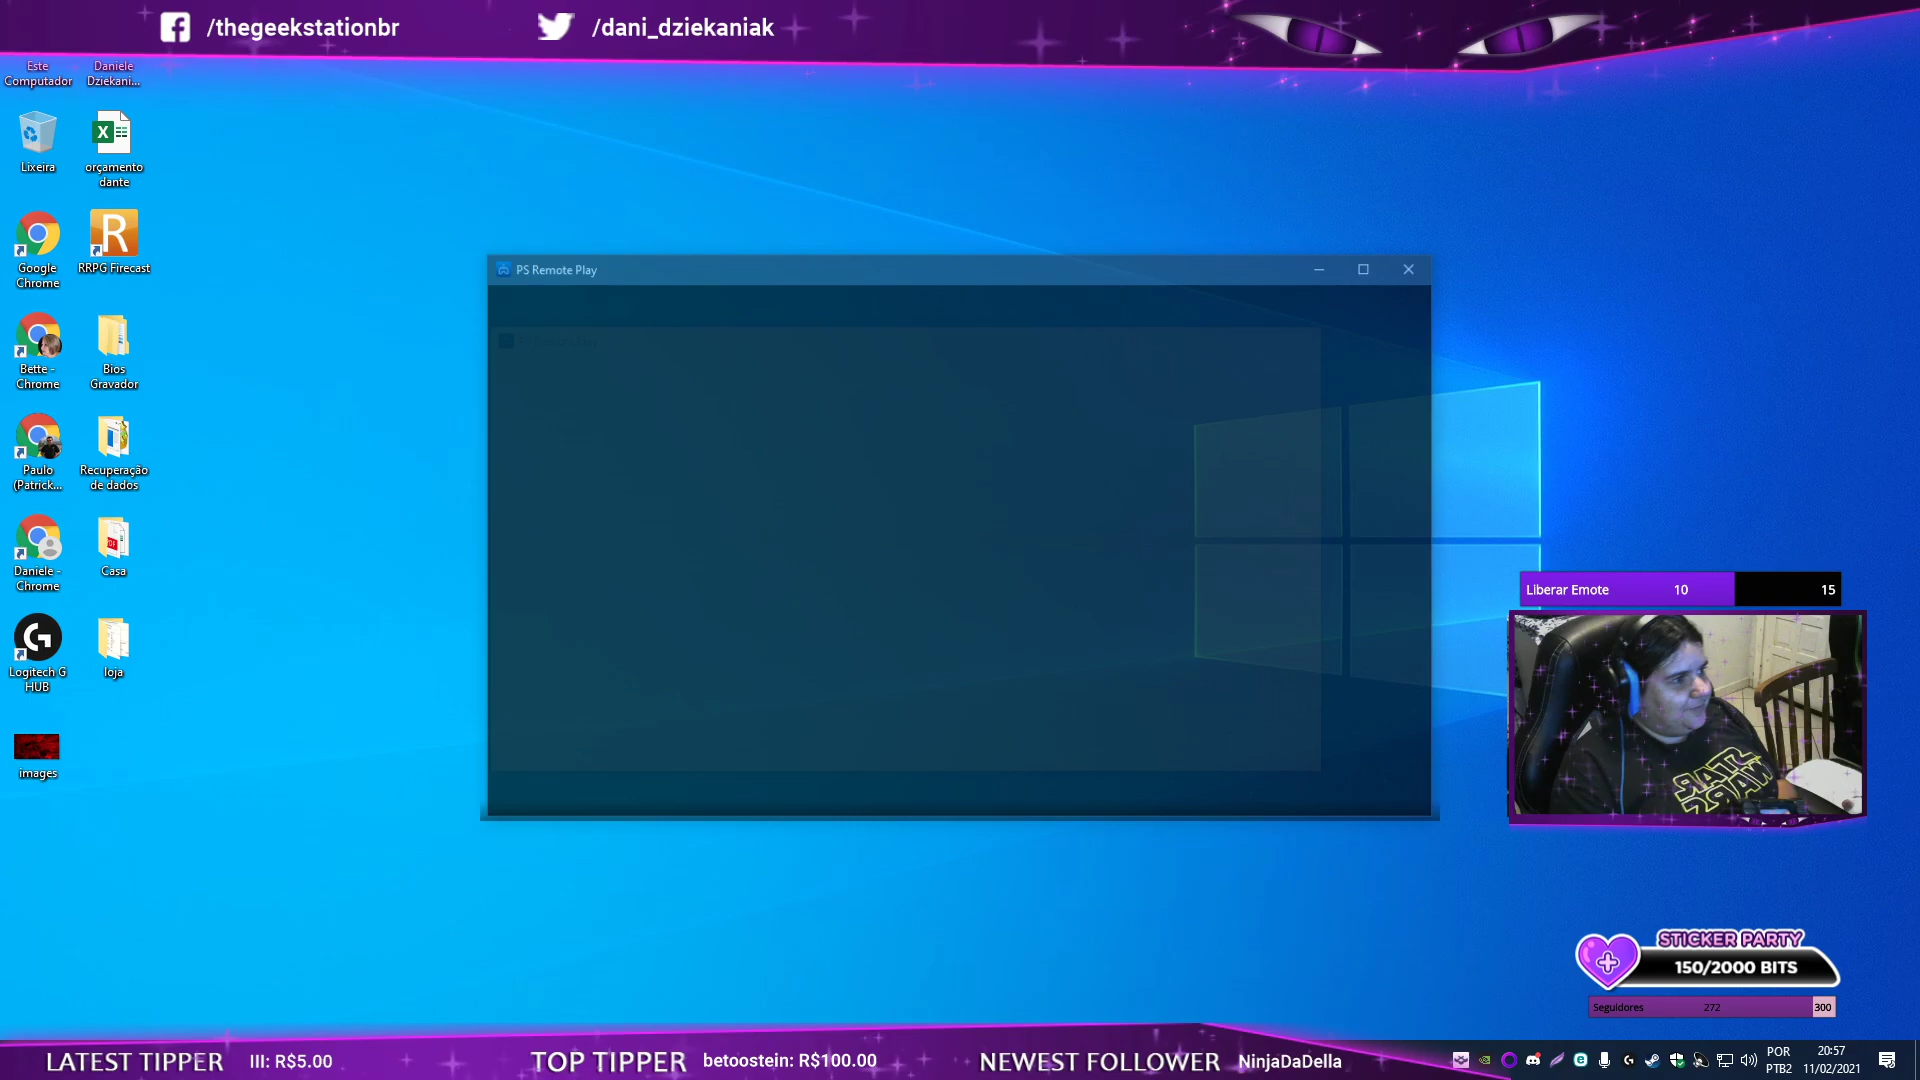 /thegeekstationbr
/dani_dziekaniak
Este
Computador
Daniele
Dziekani...
Lixeira
orçamento
dante
Google
Chrome
RRPG Firecast
PS Remote Play
Bette -
Chrome
Bios
Gravador
Paulo
(Patrick...
Recuperação
de dados
Daniele -
Chrome
Casa
Logitech G
HUB
loja
images
Liberar Emote 10 15
STAR
WARS
STICKER PARTY
150/2000 BITS
Seguidores 272 300
LATEST TIPPER III: R$5.00
TOP TIPPER betoostein: R$100.00
NEWEST FOLLOWER NinjaDaDella
POR
PTB2
20:57
11/02/2021